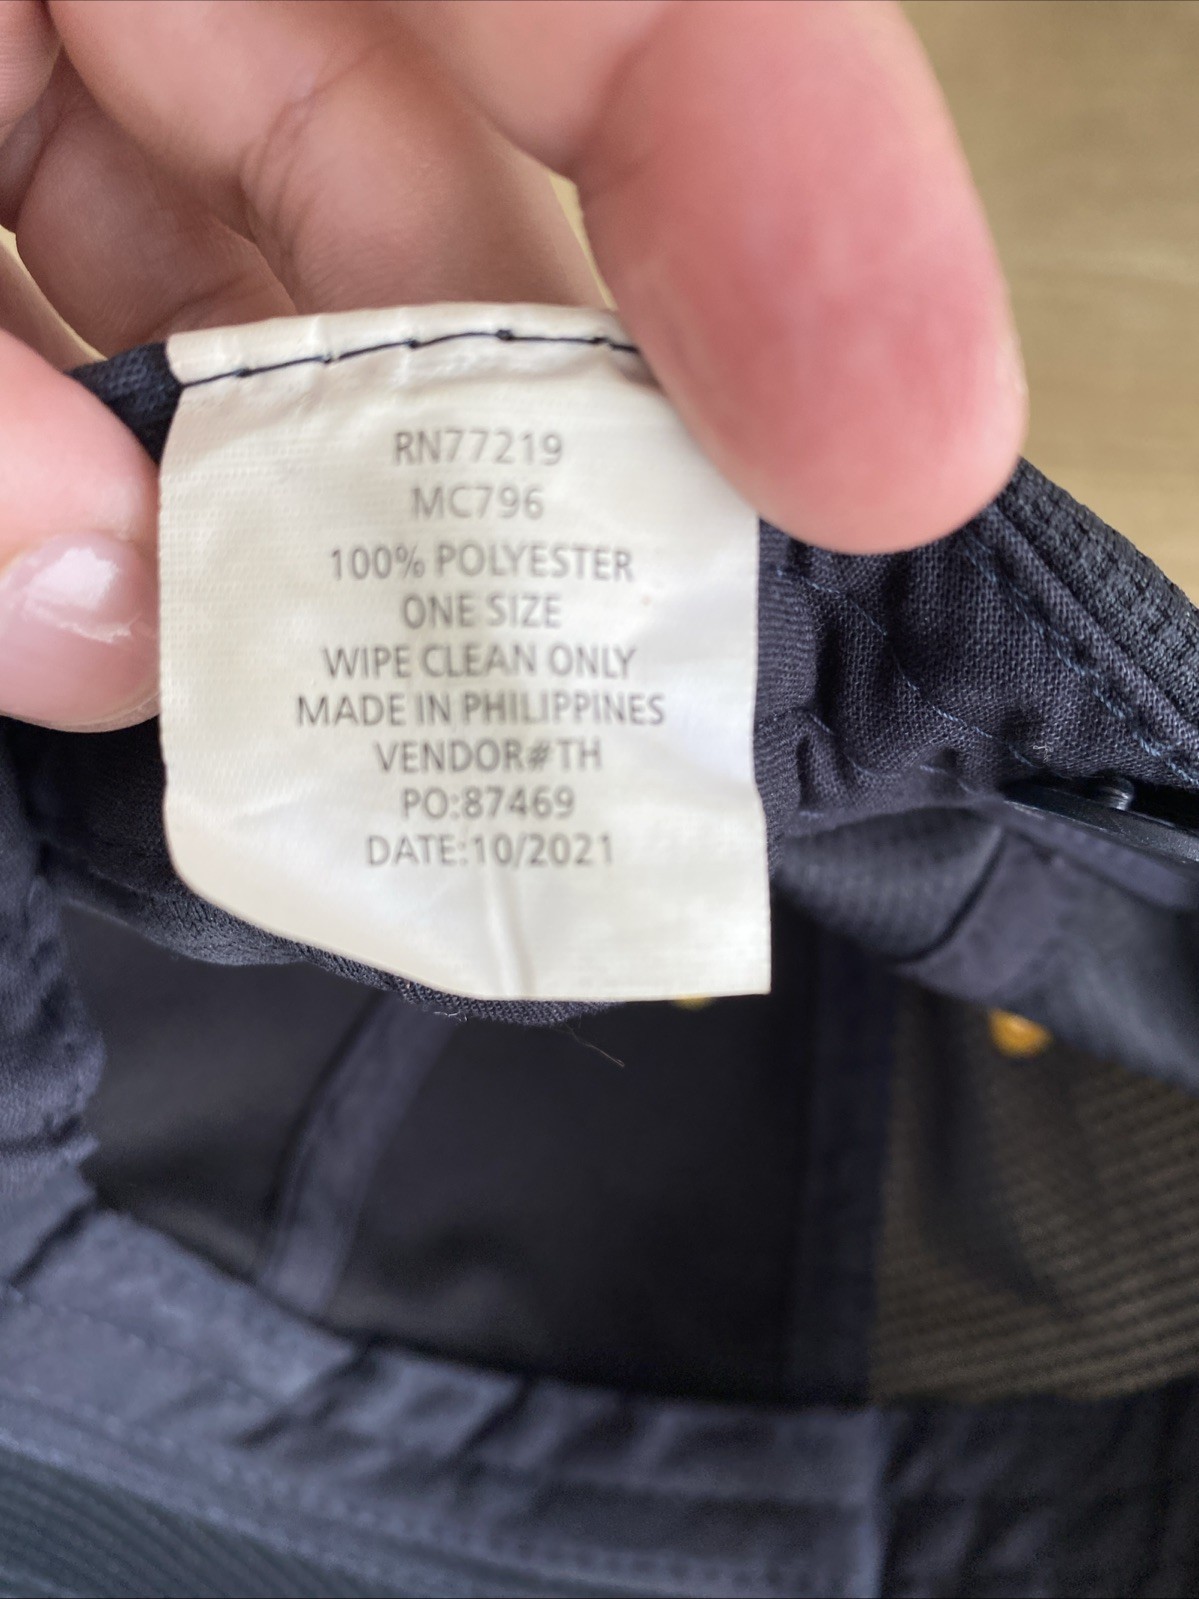 RN77219
MC796
100% POLYESTER
ONE SIZE
WIPE CLEAN ONLY
MADE IN PHILIPPINES
VENDOR#TH
PO:87469
DATE:10/2021